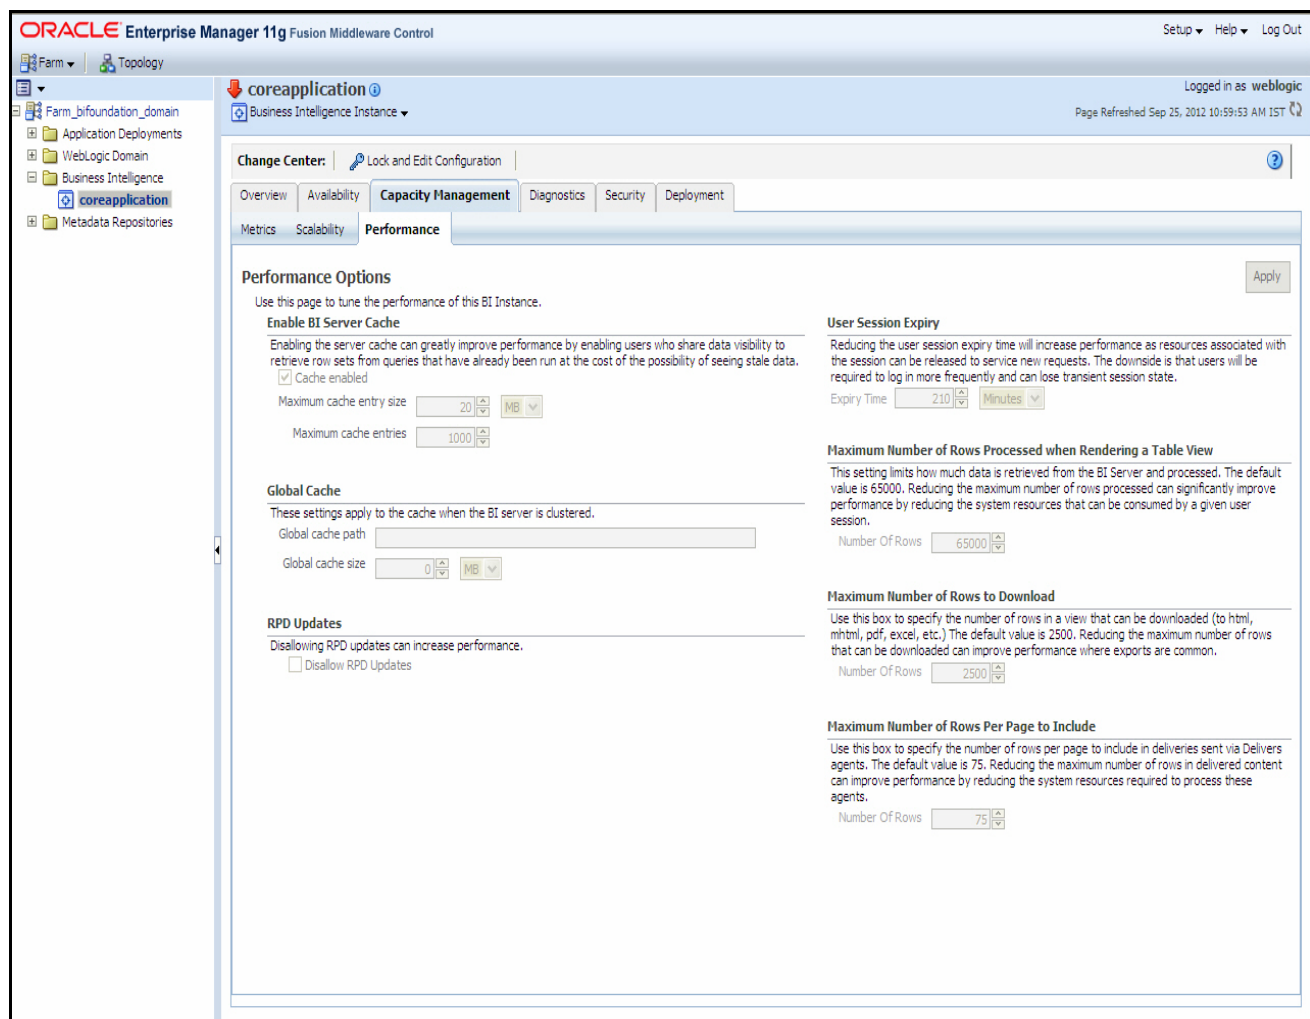 ORACLE Enterprise Manager 11g Fusion Middleware Control
Setup Help Log Out
Farm Topology
Farm_bifoundation_domain
Application Deployments
WebLogic Domain
Business Intelligence
coreapplication
Metadata Repositories
coreapplication
Logged in as weblogic
Business Intelligence Instance
Page Refreshed Sep 25, 2012 10:59:53 AM IST
Change Center: Lock and Edit Configuration
Overview Availability Capacity Management Diagnostics Security Deployment
Metrics Scalability Performance
Performance Options
Apply
Use this page to tune the performance of this BI Instance.
Enable BI Server Cache
Enabling the server cache can greatly improve performance by enabling users who share data visibility to
retrieve row sets from queries that have already been run at the cost of the possibility of seeing stale data.
Cache enabled
Maximum cache entry size 20 MB
Maximum cache entries 1000
Global Cache
These settings apply to the cache when the BI server is clustered.
Global cache path
Global cache size 0 MB
RPD Updates
Disallowing RPD updates can increase performance.
Disallow RPD Updates
User Session Expiry
Reducing the user session expiry time will increase performance as resources associated with
the session can be released to service new requests. The downside is that users will be
required to log in more frequently and can lose transient session state.
Expiry Time 210 Minutes
Maximum Number of Rows Processed when Rendering a Table View
This setting limits how much data is retrieved from the BI Server and processed. The default
value is 65000. Reducing the maximum number of rows processed can significantly improve
performance by reducing the system resources that can be consumed by a given user
session.
Number Of Rows 65000
Maximum Number of Rows to Download
Use this box to specify the number of rows in a view that can be downloaded (to html,
mhtml, pdf, excel, etc.) The default value is 2500. Reducing the maximum number of rows
that can be downloaded can improve performance where exports are common.
Number Of Rows 2500
Maximum Number of Rows Per Page to Include
Use this box to specify the number of rows per page to include in deliveries sent via Delivers
agents. The default value is 75. Reducing the maximum number of rows in delivered content
can improve performance by reducing the system resources required to process these
agents.
Number Of Rows 75